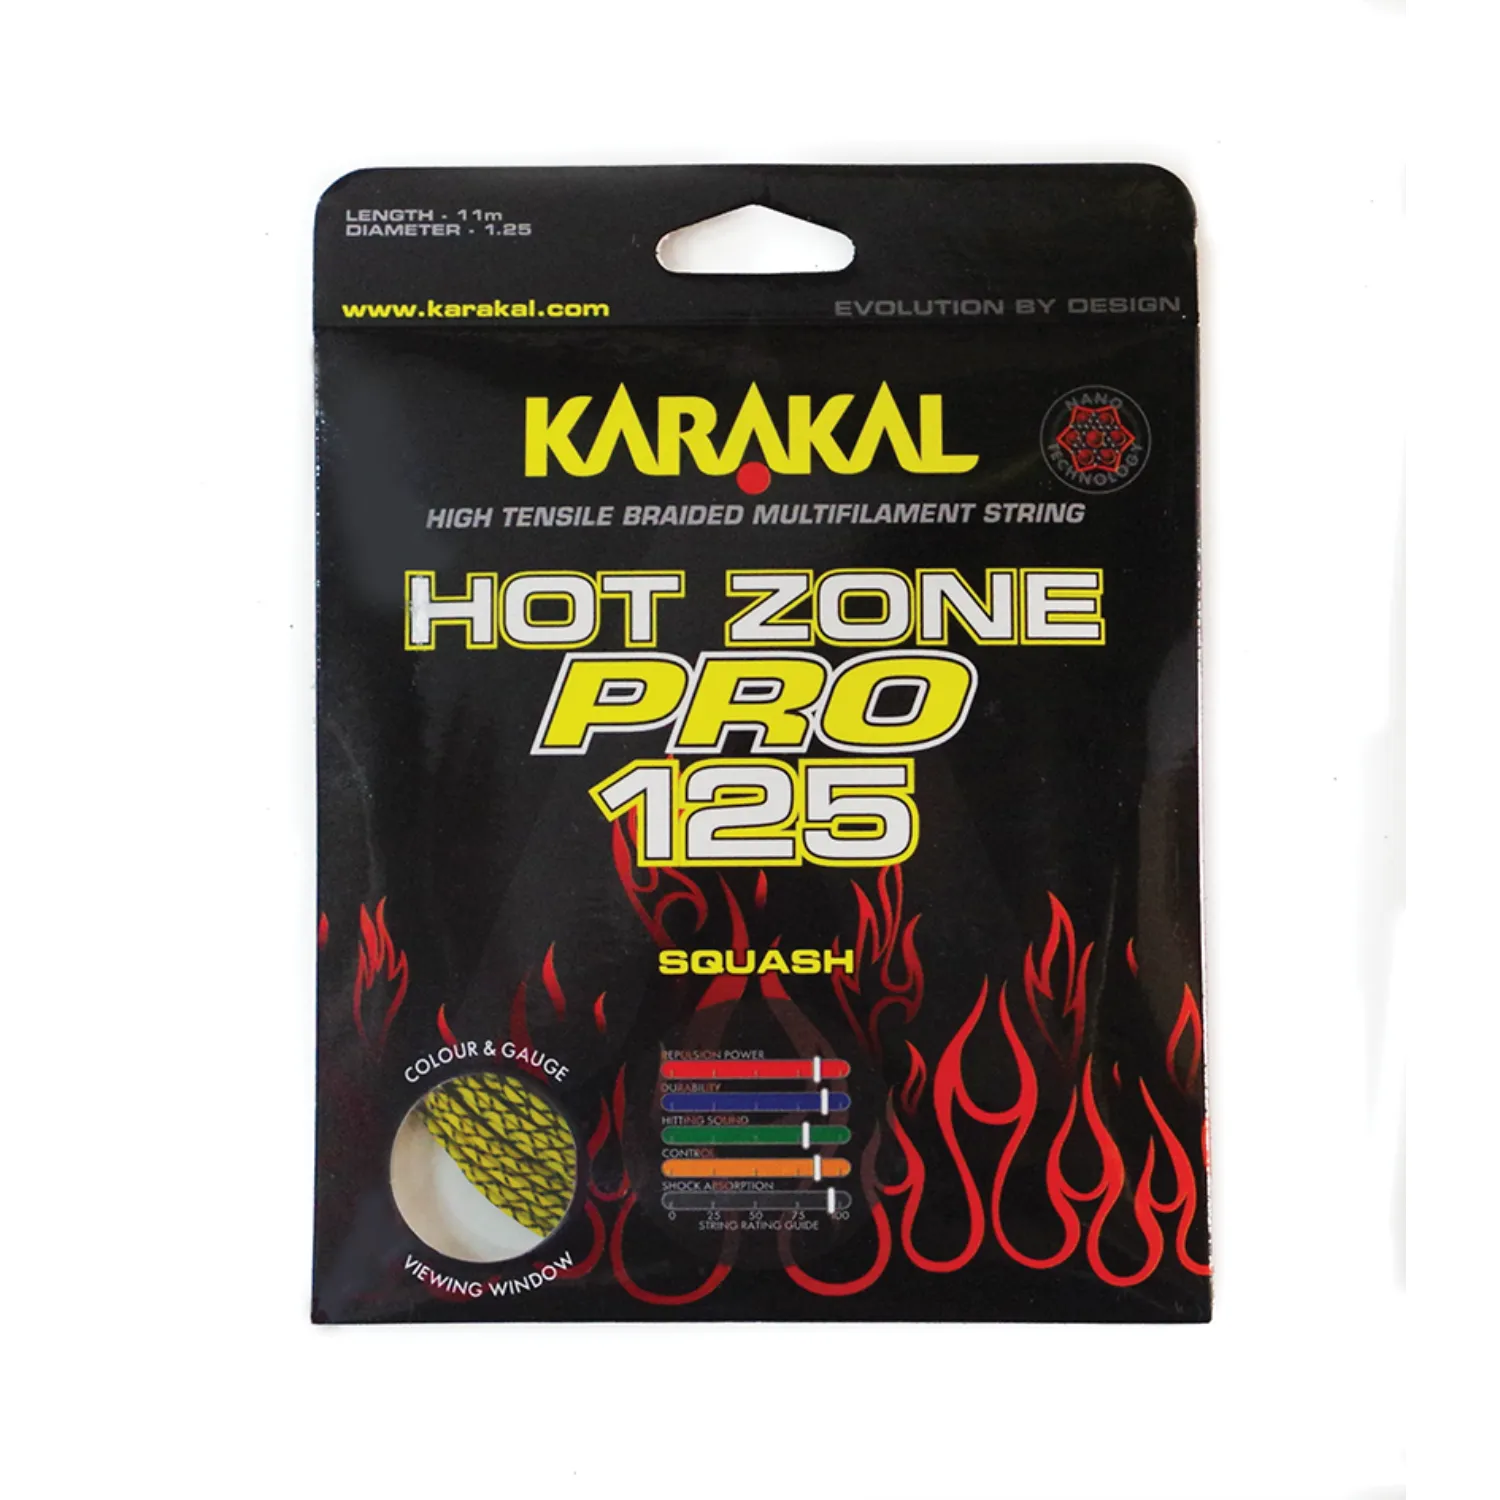 LENGTH - 11m
DIAMETER - 1.25
www.karakal.com
EVOLUTION BY DESIGN
KARAKAL
NANO
TECHNOLOGY
HIGH TENSILE BRAIDED MULTIFILAMENT STRING
HOT ZONE
PRO
125
SQUASH
COLOUR & GAUGE
VIEWING WINDOW
REPULSION POWER
DURABILITY
HITTING SOUND
CONTROL
SHOCK ABSORPTION
0 25 50 75 100
STRING RATING GUIDE